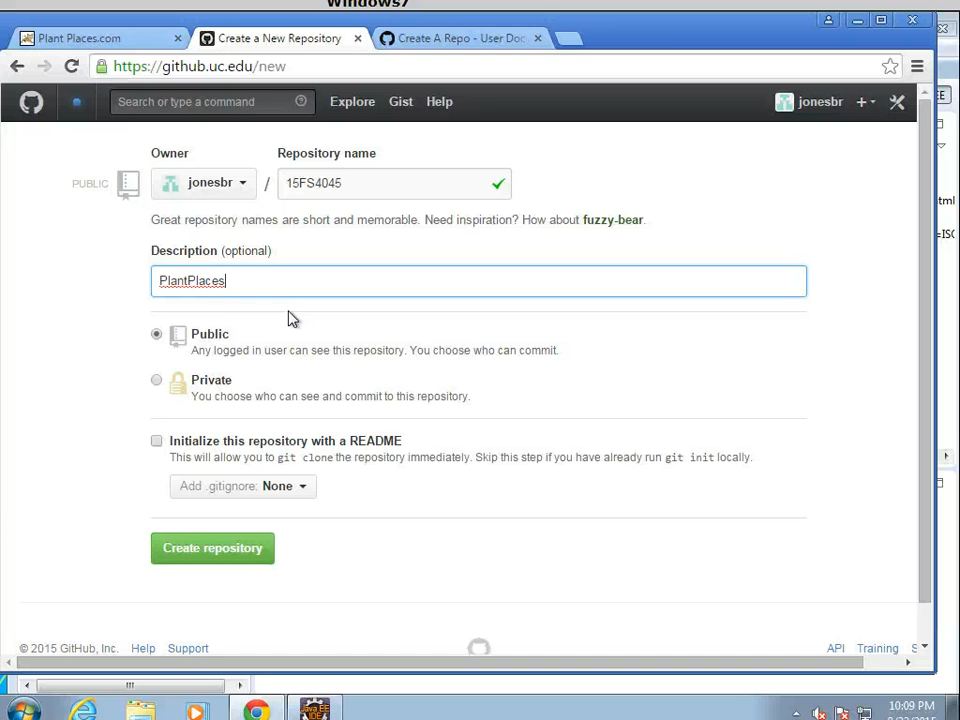 Windows7
Plant Places.com
Create a New Repository
Create A Repo - User Doc
https://github.uc.edu/new
Search or type a command
Explore
Gist
Help
jonesbr
Owner
Repository name
PUBLIC
jonesbr
/
15FS4045
Great repository names are short and memorable. Need inspiration? How about fuzzy-bear.
Description (optional)
PlantPlaces
Public
Any logged in user can see this repository. You choose who can commit.
Private
You choose who can see and commit to this repository.
Initialize this repository with a README
This will allow you to git clone the repository immediately. Skip this step if you have already run git init locally.
Add .gitignore: None
Create repository
© 2015 GitHub, Inc. Help Support
API Training S
Java EE
IDE
10:09 PM